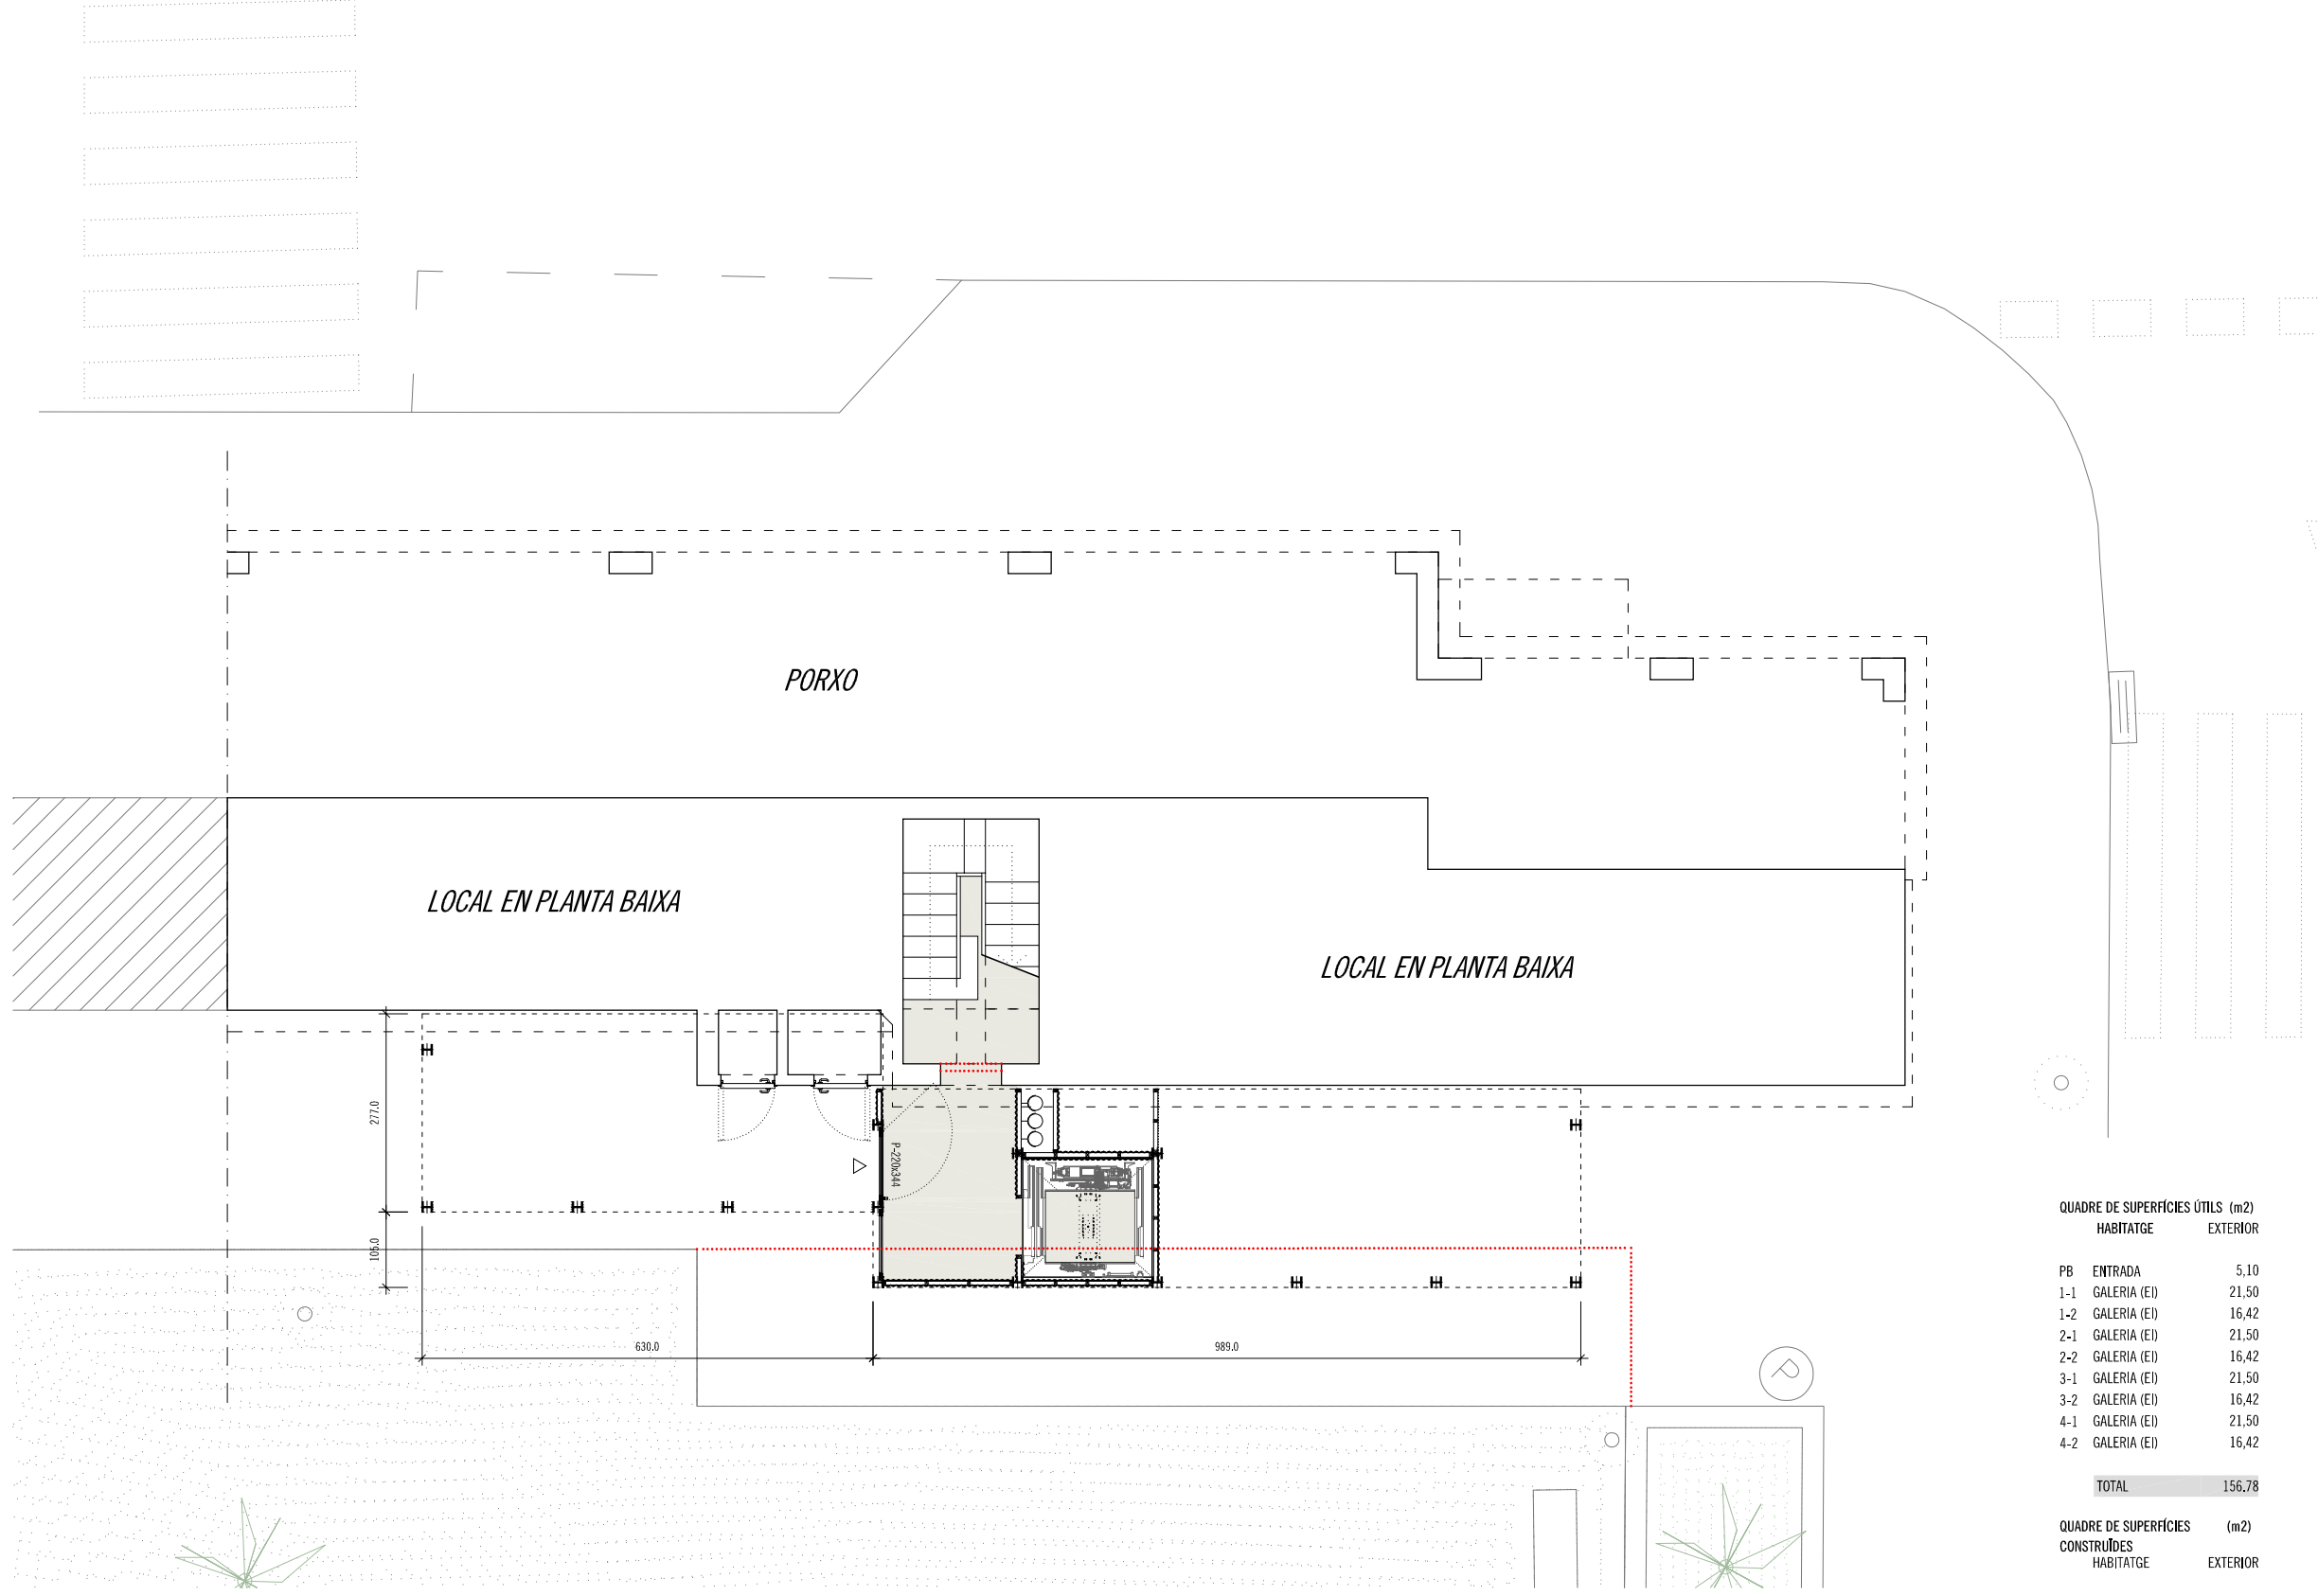 PORXO
LOCAL EN PLANTA BAIXA
LOCAL EN PLANTA BAIXA
277.0
P-220x344
105.0
630.0
989.0
P
QUADRE DE SUPERFÍCIES ÚTILS (m2)
HABITATGE EXTERIOR
PB ENTRADA 5,10
1-1 GALERIA (EI) 21,50
1-2 GALERIA (EI) 16,42
2-1 GALERIA (EI) 21,50
2-2 GALERIA (EI) 16,42
3-1 GALERIA (EI) 21,50
3-2 GALERIA (EI) 16,42
4-1 GALERIA (EI) 21,50
4-2 GALERIA (EI) 16,42
TOTAL 156.78
QUADRE DE SUPERFÍCIES (m2)
CONSTRUÏDES
HABITATGE EXTERIOR